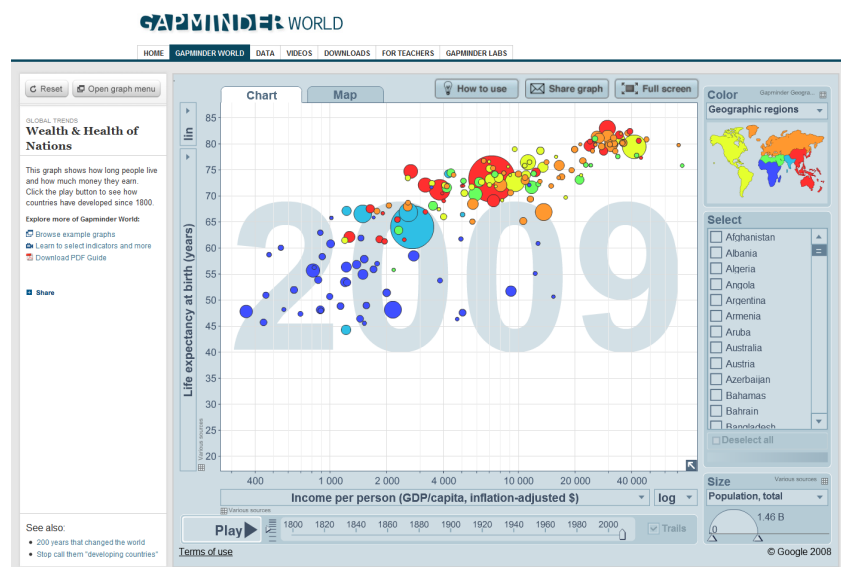 GAPMINDER WORLD
HOME GAPMINDER WORLD DATA VIDEOS DOWNLOADS FOR TEACHERS GAPMINDER LABS
Reset Open graph menu
GLOBAL TRENDS
Wealth & Health of
Nations
This graph shows how long people live
and how much money they earn.
Click the play button to see how
countries have developed since 1800.
Explore more of Gapminder World:
Browse example graphs
Learn to select indicators and more
Download PDF Guide
Share
See also:
200 years that changed the world
Stop call them "developing countries"
Chart Map
How to use Share graph Full screen
lin
Life expectancy at birth (years)
Various sources
85
80
75
70
65
60
55
50
45
40
35
30
25
20
2009
400 1 000 2 000 4 000 10 000 20 000 40 000
Income per person (GDP/capita, inflation-adjusted $) log
Various sources
Play 1800 1820 1840 1860 1880 1900 1920 1940 1960 1980 2000 Trails
Terms of use
Color Gapminder Geogra...
Geographic regions
Select
Afghanistan
Albania
Algeria
Angola
Argentina
Armenia
Aruba
Australia
Austria
Azerbaijan
Bahamas
Bahrain
Bangladesh
Deselect all
Size Various sources
Population, total
1.46 B
0
© Google 2008